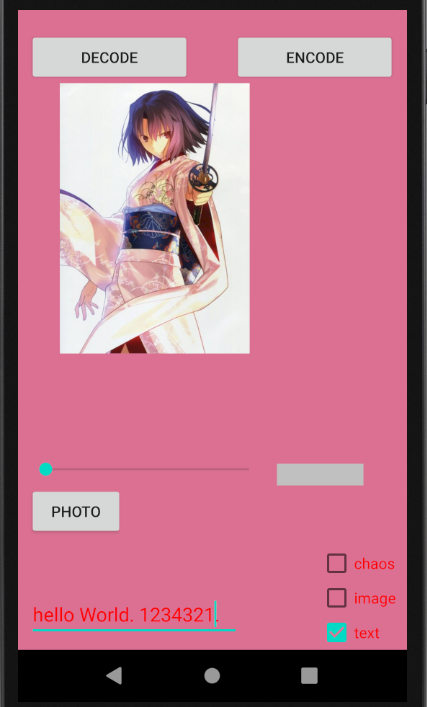 DECODE
ENCODE
PHOTO
chaos
image
hello World. 1234321.
text